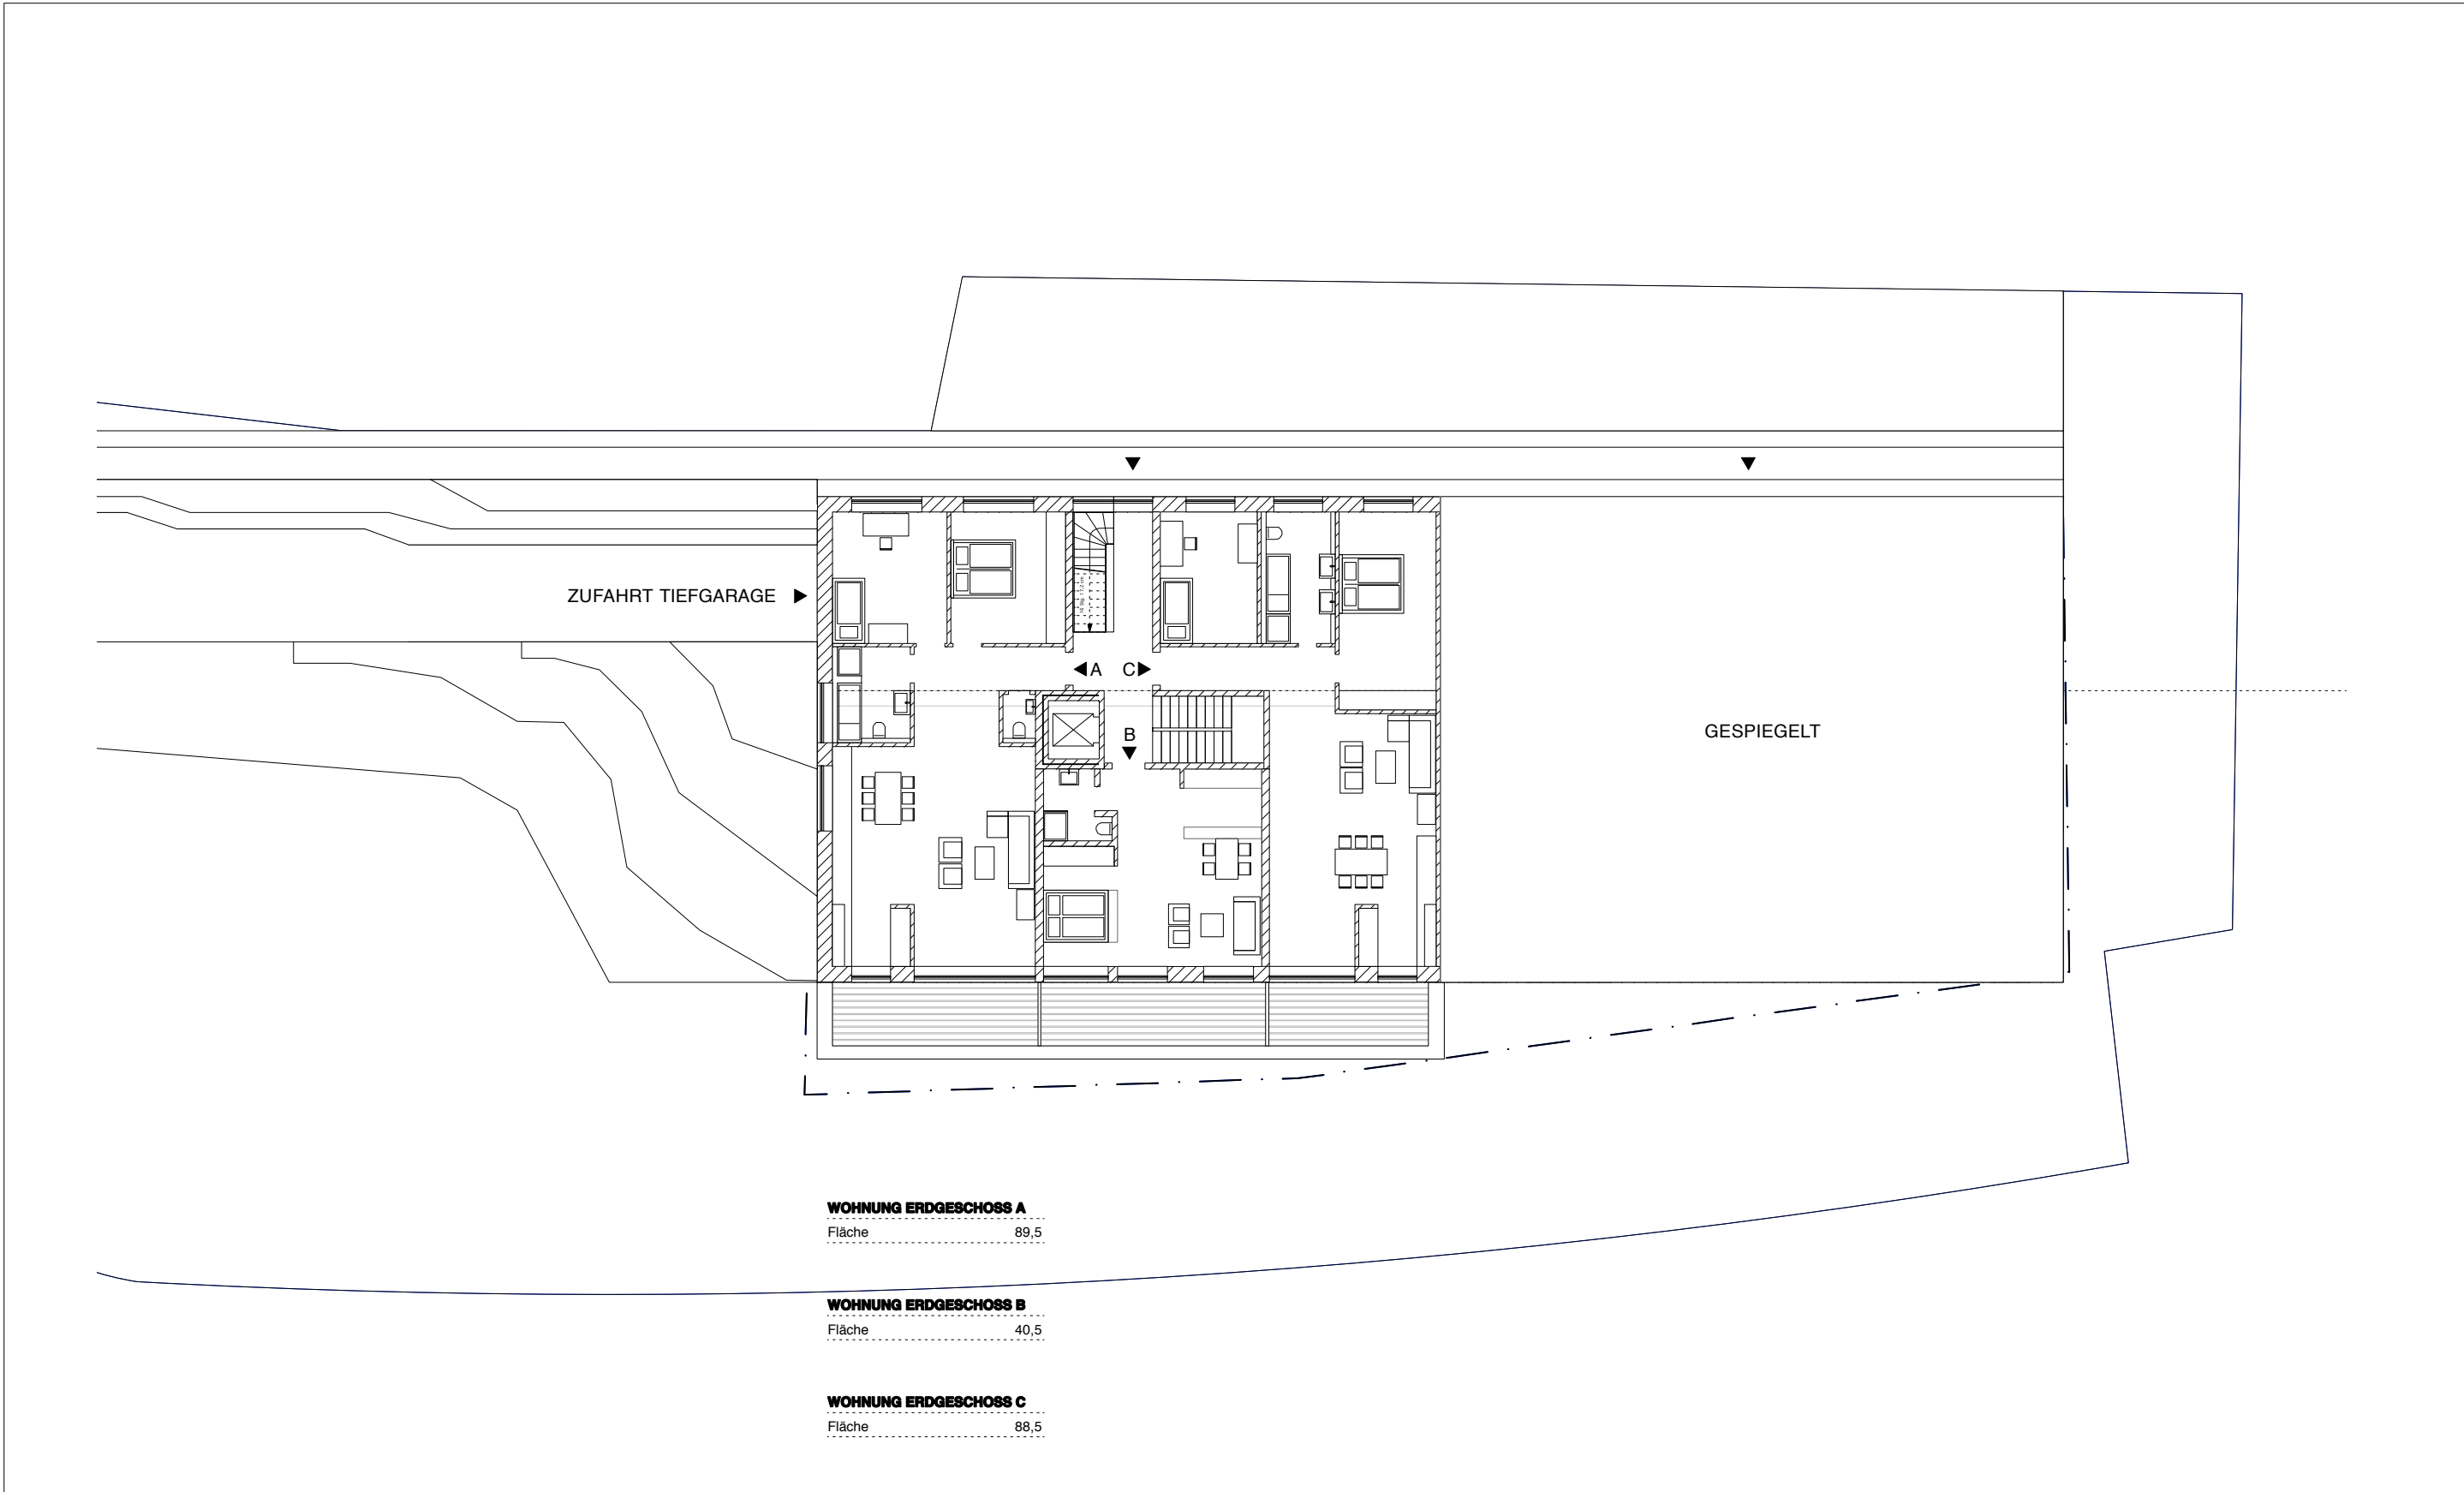 ZUFAHRT TIEFGARAGE
A C
B
GESPIEGELT
WOHNUNG ERDGESCHOSS A
Fläche 89,5
WOHNUNG ERDGESCHOSS B
Fläche 40,5
WOHNUNG ERDGESCHOSS C
Fläche 88,5